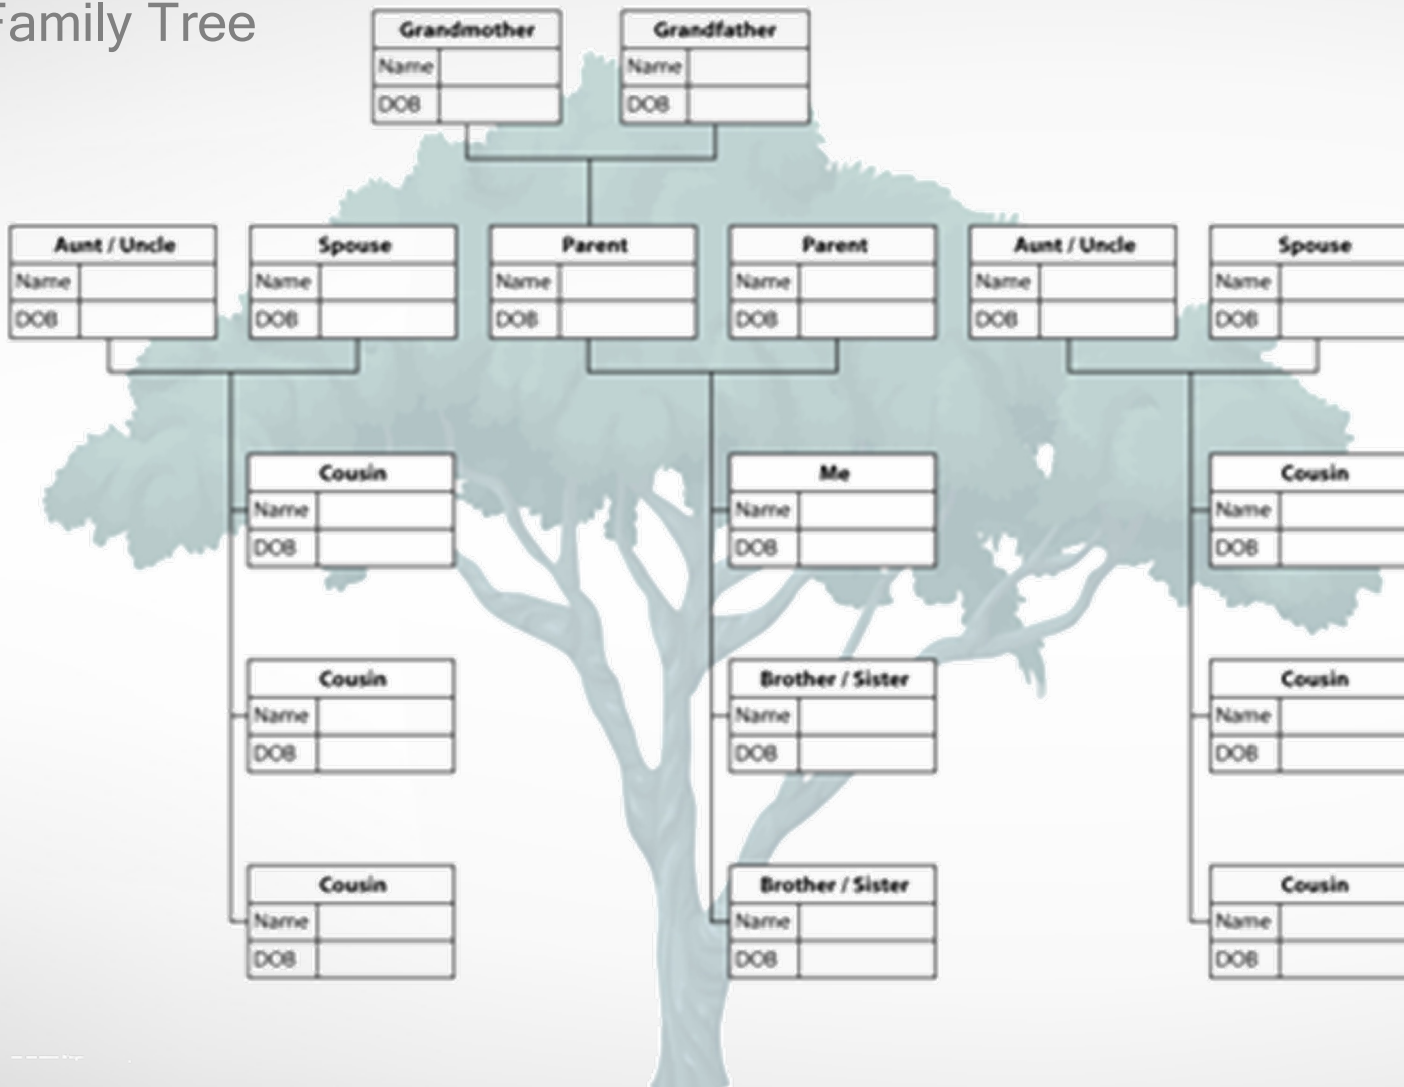 Family Tree
Grandmother
Name
DOB
Grandfather
Name
DOB
Aunt / Uncle
Name
DOB
Spouse
Name
DOB
Parent
Name
DOB
Parent
Name
DOB
Aunt / Uncle
Name
DOB
Spouse
Name
DOB
Cousin
Name
DOB
Me
Name
DOB
Cousin
Name
DOB
Cousin
Name
DOB
Brother / Sister
Name
DOB
Cousin
Name
DOB
Cousin
Name
DOB
Brother / Sister
Name
DOB
Cousin
Name
DOB